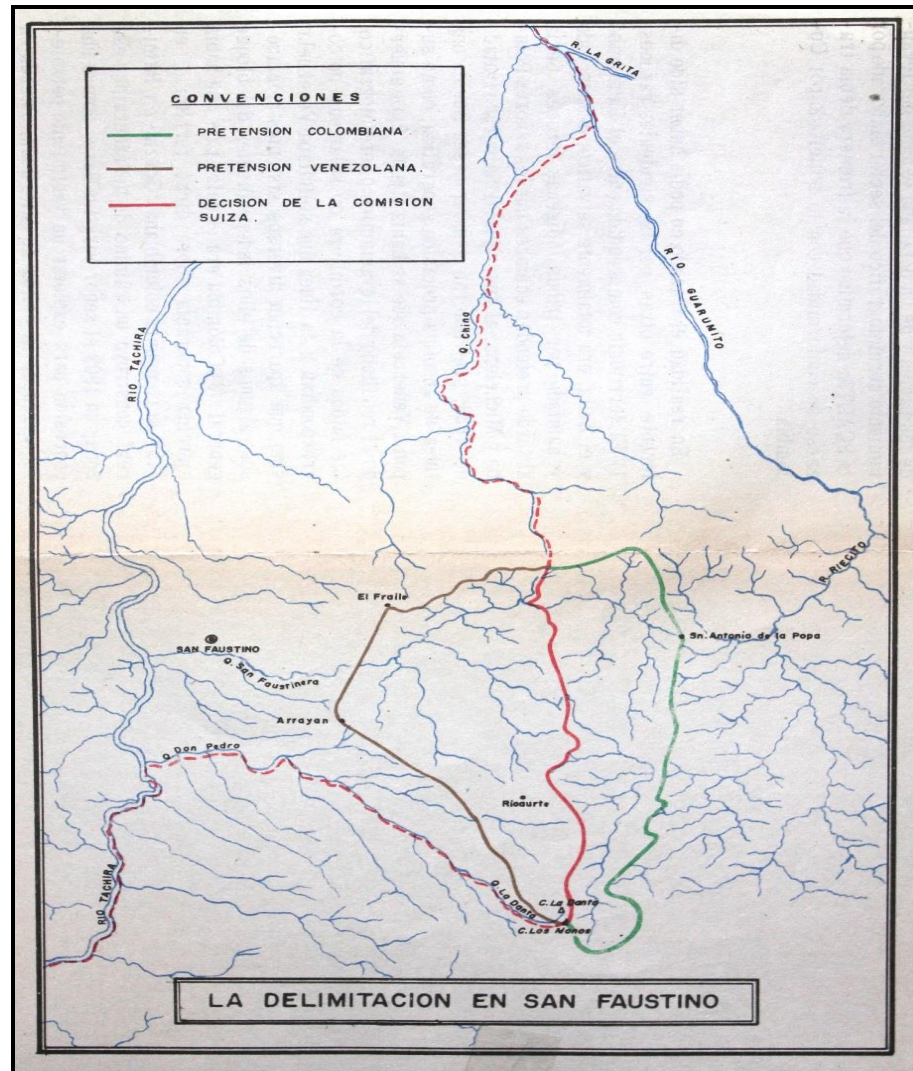 R. LA GRITA
CONVENCIONES
PRETENSION COLOMBIANA.
PRETENSION VENEZOLANA.
DECISION DE LA COMISION
SUIZA.
RIO GUARUMITO
RIO TACHIRA
Q. China
El Fraile
R. RIECITO
SAN FAUSTINO
Sn. Antonio de la Popa
Q. San Faustinera
Arrayan
Q. Don Pedro
Ricaurte
RIO TACHIRA
Q. La Danta
C. La Danta
C. Los Monos
LA DELIMITACION EN SAN FAUSTINO